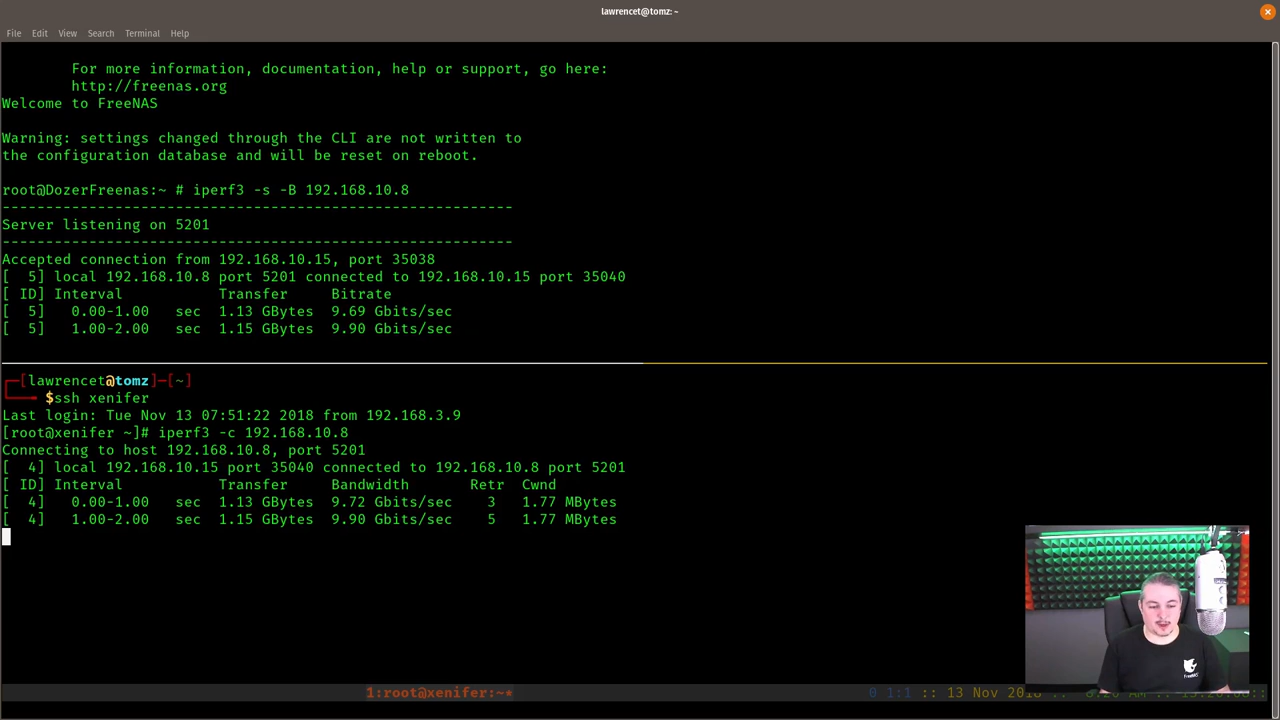 lawrencet@tomz: ~
File Edit View Search Terminal Help
For more information, documentation, help or support, go here:
http://freenas.org
Welcome to FreeNAS
Warning: settings changed through the CLI are not written to
the configuration database and will be reset on reboot.
root@DozerFreenas:~ # iperf3 -s -B 192.168.10.8
-----------------------------------------------------------
Server listening on 5201
-----------------------------------------------------------
Accepted connection from 192.168.10.15, port 35038
[  5] local 192.168.10.8 port 5201 connected to 192.168.10.15 port 35040
[ ID] Interval           Transfer     Bitrate
[  5]   0.00-1.00   sec  1.13 GBytes  9.69 Gbits/sec
[  5]   1.00-2.00   sec  1.15 GBytes  9.90 Gbits/sec
[lawrencet@tomz]─[~]
$ssh xenifer
Last login: Tue Nov 13 07:51:22 2018 from 192.168.3.9
[root@xenifer ~]# iperf3 -c 192.168.10.8
Connecting to host 192.168.10.8, port 5201
[  4] local 192.168.10.15 port 35040 connected to 192.168.10.8 port 5201
[ ID] Interval           Transfer     Bandwidth       Retr  Cwnd
[  4]   0.00-1.00   sec  1.13 GBytes  9.72 Gbits/sec    3   1.77 MBytes
[  4]   1.00-2.00   sec  1.15 GBytes  9.90 Gbits/sec    5   1.77 MBytes
FreeNAS
1:root@xenifer:~* 0 1:1 :: 13 Nov 2018 ::